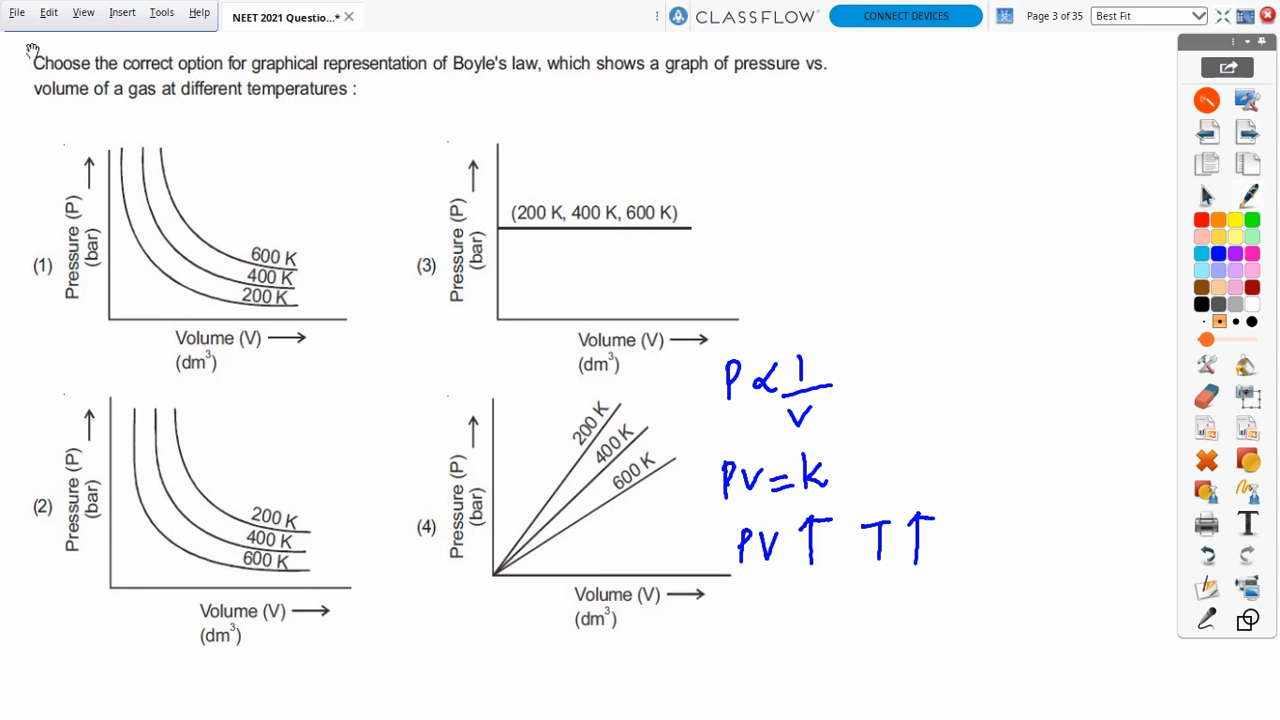 File Edit View Insert Tools Help NEET 2021 Questio...* CLASSFLOW CONNECT DEVICES Page 3 of 35 Best Fit
Choose the correct option for graphical representation of Boyle's law, which shows a graph of pressure vs.
volume of a gas at different temperatures :
(1)
Pressure (P)
(bar)
600 K
400 K
200 K
Volume (V)
(dm³)
(3)
Pressure (P)
(bar)
(200 K, 400 K, 600 K)
Volume (V)
(dm³)
(2)
Pressure (P)
(bar)
200 K
400 K
600 K
Volume (V)
(dm³)
(4)
Pressure (P)
(bar)
200 K
400 K
600 K
Volume (V)
(dm³)
P ∝ 1/V
PV = K
PV ↑ T ↑